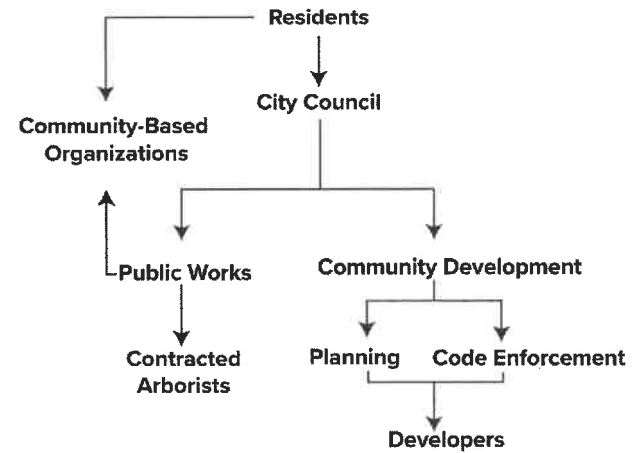 Residents
City Council
Community-Based
Organizations
Public Works
Community Development
Contracted
Arborists
Planning
Code Enforcement
Developers